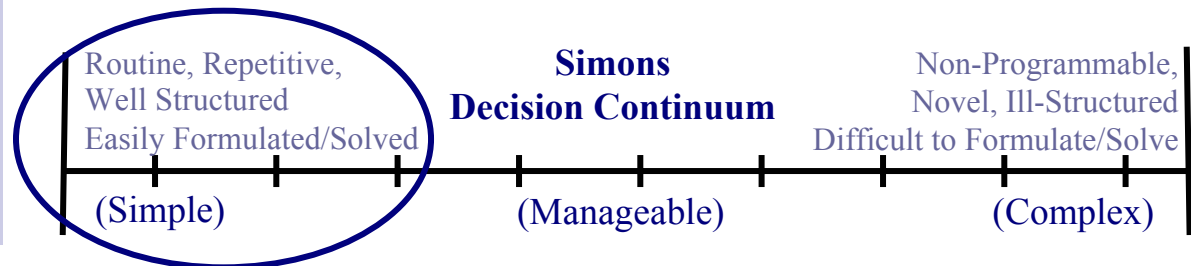 Routine, Repetitive,
Well Structured
Easily Formulated/Solved
Simons
Decision Continuum
Non-Programmable,
Novel, Ill-Structured
Difficult to Formulate/Solve
(Simple)
(Manageable)
(Complex)